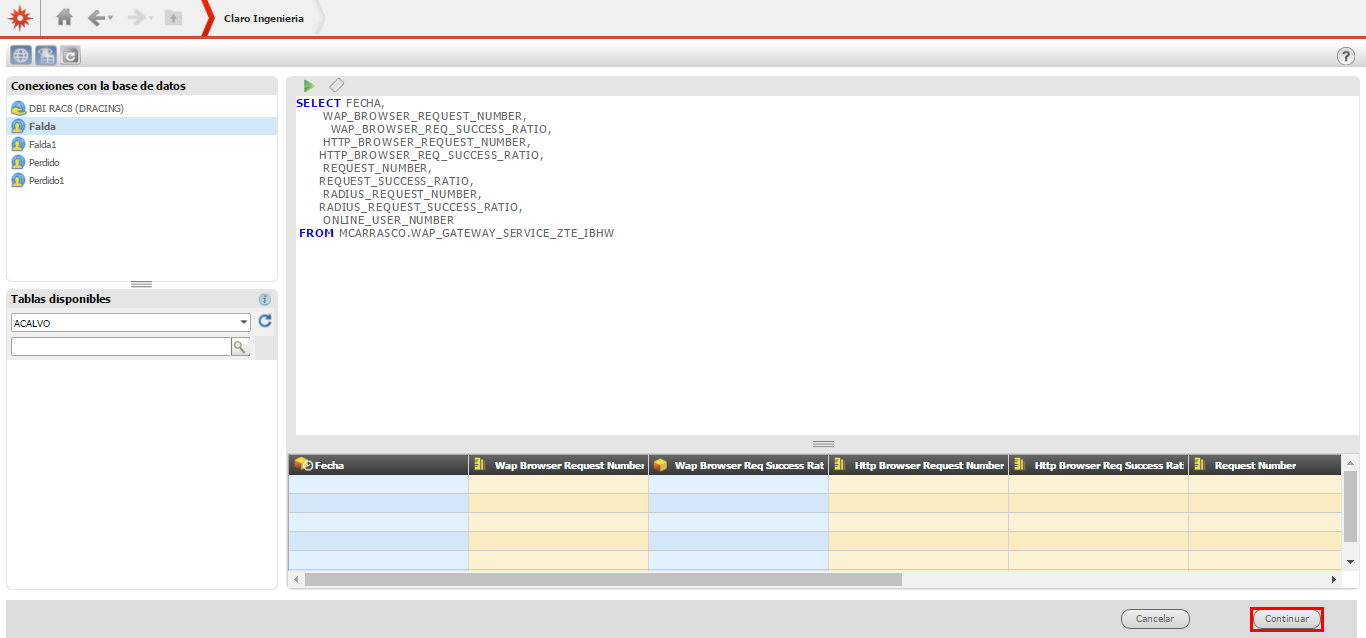 Claro Ingenieria
?
Conexiones con la base de datos
DBI RAC8 (DRACING)
Falda
Falda1
Perdido
Perdido1
Tablas disponibles
i
ACALVO
SELECT FECHA,
WAP_BROWSER_REQUEST_NUMBER,
WAP_BROWSER_REQ_SUCCESS_RATIO,
HTTP_BROWSER_REQUEST_NUMBER,
HTTP_BROWSER_REQ_SUCCESS_RATIO,
REQUEST_NUMBER,
REQUEST_SUCCESS_RATIO,
RADIUS_REQUEST_NUMBER,
RADIUS_REQUEST_SUCCESS_RATIO,
ONLINE_USER_NUMBER
FROM MCARRASCO.WAP_GATEWAY_SERVICE_ZTE_IBHW
Fecha Wap Browser Request Number Wap Browser Req Success Rat Http Browser Request Number Http Browser Req Success Rat Request Number
Cancelar Continuar